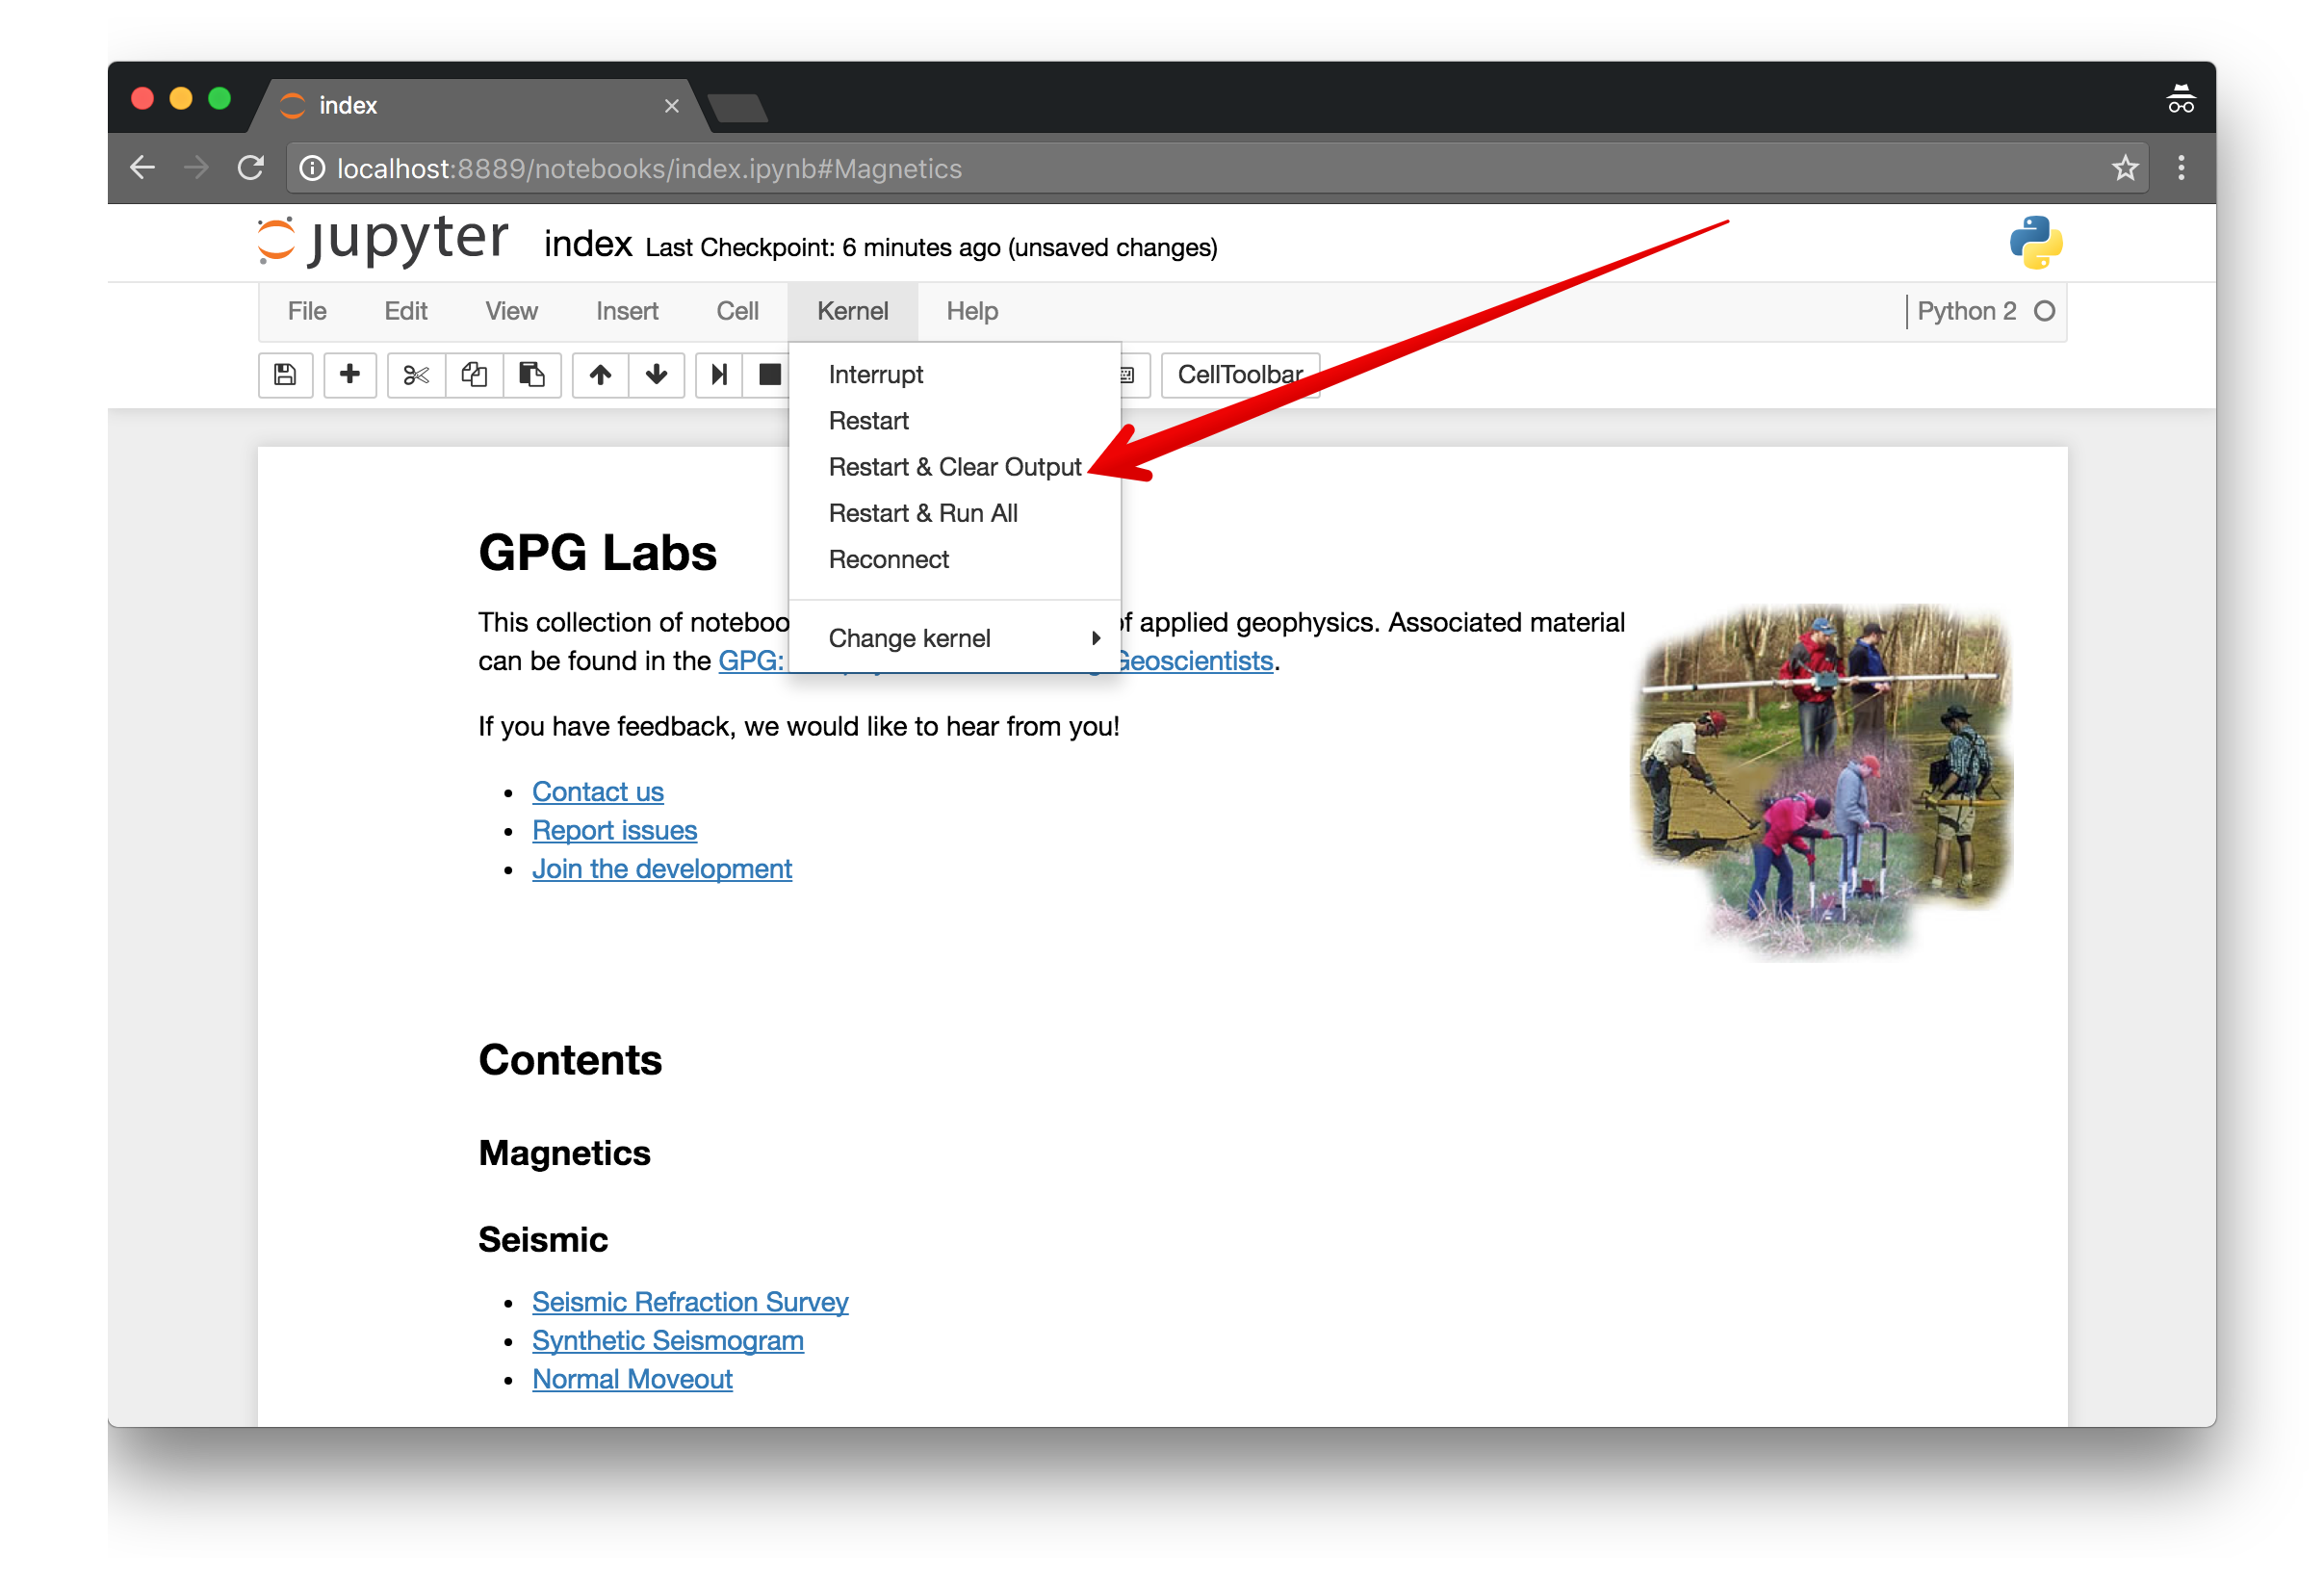 index
localhost:8889/notebooks/index.ipynb#Magnetics
jupyter index Last Checkpoint: 6 minutes ago (unsaved changes)
File Edit View Insert Cell Kernel Help Python 2
CellToolbar
Interrupt
Restart
Restart & Clear Output
Restart & Run All
Reconnect
Change kernel
GPG Labs
This collection of of applied geophysics. Associated material
can be found in the GPG: Geoscientists.
If you have feedback, we would like to hear from you!
• Contact us
• Report issues
• Join the development
Contents
Magnetics
Seismic
• Seismic Refraction Survey
• Synthetic Seismogram
• Normal Moveout